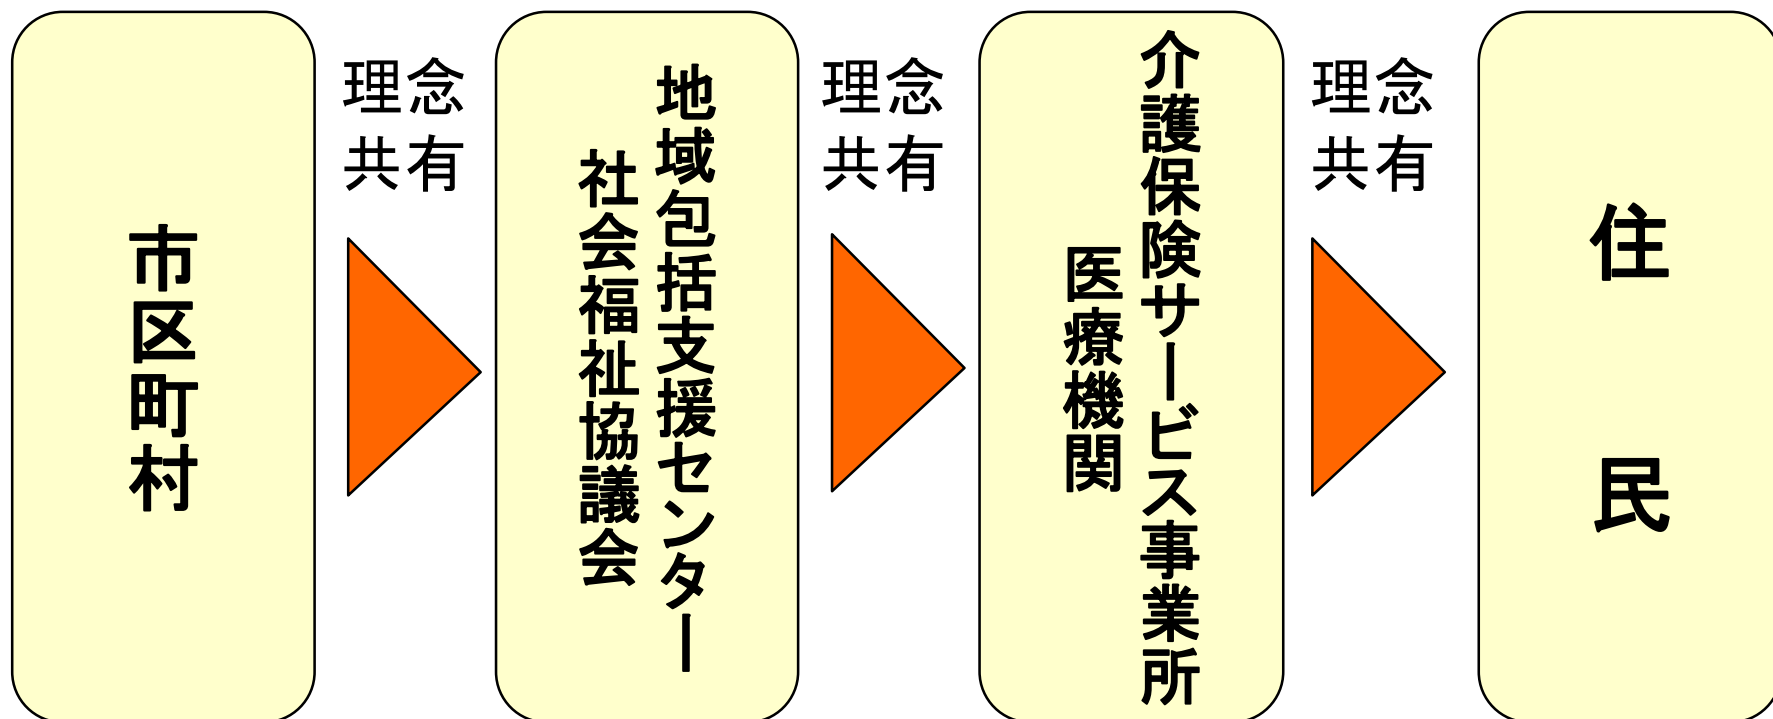 市区町村
理念
共有
地域包括支援センター
社会福祉協議会
理念
共有
介護保険サービス事業所
医療機関
理念
共有
住民